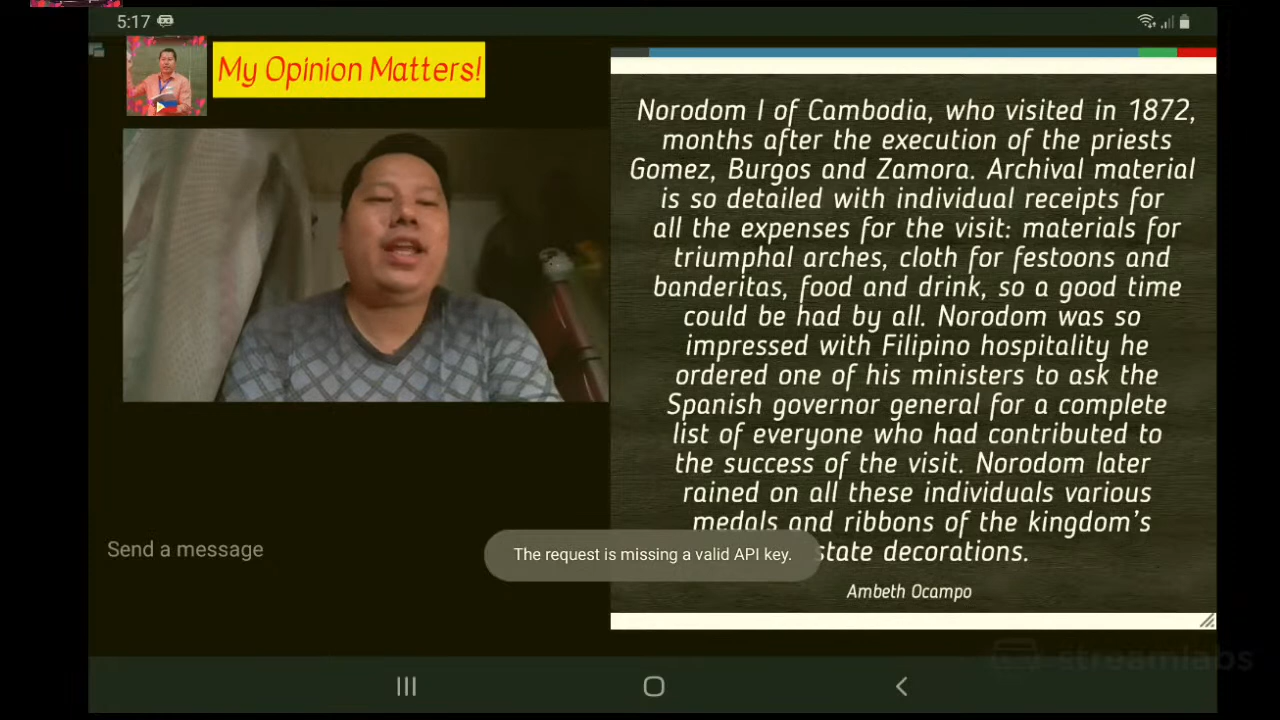 5:17
My Opinion Matters!
Norodom I of Cambodia, who visited in 1872,
months after the execution of the priests
Gomez, Burgos and Zamora. Archival material
is so detailed with individual receipts for
all the expenses for the visit: materials for
triumphal arches, cloth for festoons and
banderitas, food and drink, so a good time
could be had by all. Norodom was so
impressed with Filipino hospitality he
ordered one of his ministers to ask the
Spanish governor general for a complete
list of everyone who had contributed to
the success of the visit. Norodom later
rained on all these individuals various
medals and ribbons of the kingdom's
state decorations.
Ambeth Ocampo
Send a message
The request is missing a valid API key.
streamlabs